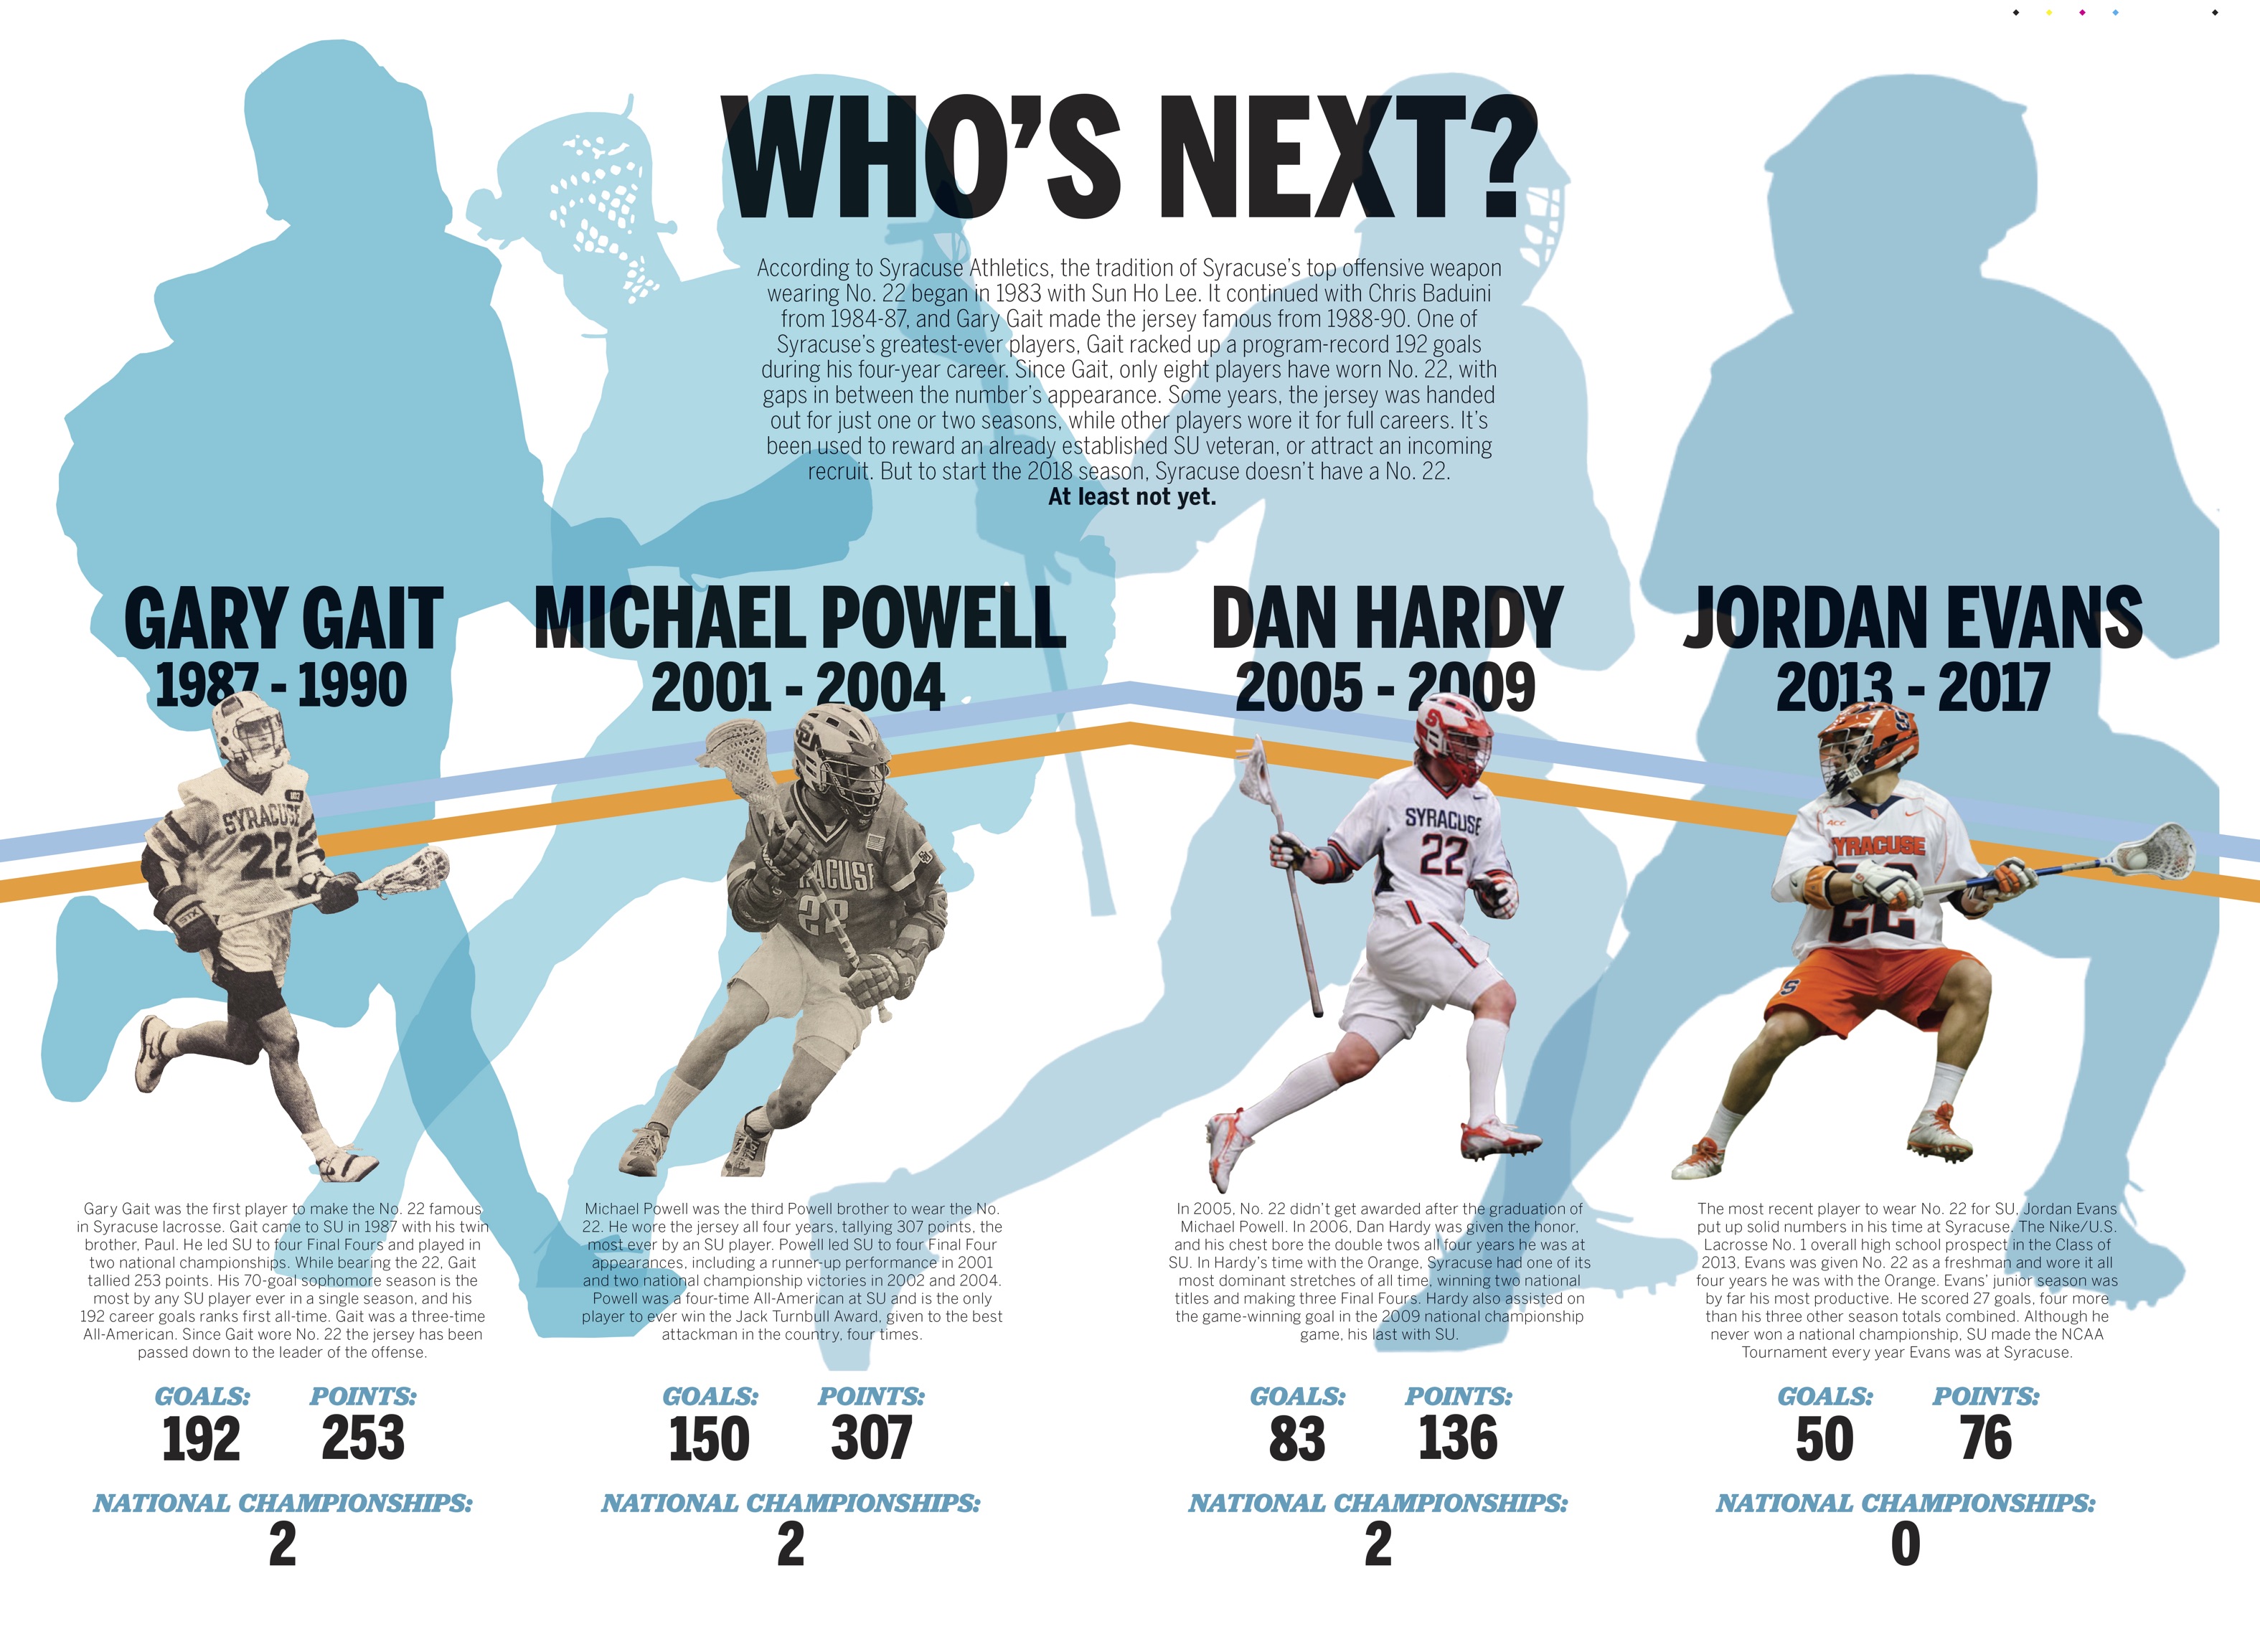 WHO'S NEXT?
According to Syracuse Athletics, the tradition of Syracuse's top offensive weapon
wearing No. 22 began in 1983 with Sun Ho Lee. It continued with Chris Baduini
from 1984-87, and Gary Gait made the jersey famous from 1988-90. One of
Syracuse's greatest-ever players, Gait racked up a program-record 192 goals
during his four-year career. Since Gait, only eight players have worn No. 22, with
gaps in between the number's appearance. Some years, the jersey was handed
out for just one or two seasons, while other players wore it for full careers. It's
been used to reward an already established SU veteran, or attract an incoming
recruit. But to start the 2018 season, Syracuse doesn't have a No. 22.
At least not yet.
GARY GAIT
1987 - 1990
SYRACUSE
22
STX
Gary Gait was the first player to make the No. 22 famous
in Syracuse lacrosse. Gait came to SU in 1987 with his twin
brother, Paul. He led SU to four Final Fours and played in
two national championships. While bearing the 22, Gait
tallied 253 points. His 70-goal sophomore season is the
most by any SU player ever in a single season, and his
192 career goals ranks first all-time. Gait was a three-time
All-American. Since Gait wore No. 22 the jersey has been
passed down to the leader of the offense.
GOALS:
192
POINTS:
253
NATIONAL CHAMPIONSHIPS:
2
MICHAEL POWELL
2001 - 2004
RACUSE
22
Michael Powell was the third Powell brother to wear the No.
22. He wore the jersey all four years, tallying 307 points, the
most ever by an SU player. Powell led SU to four Final Four
appearances, including a runner-up performance in 2001
and two national championship victories in 2002 and 2004.
Powell was a four-time All-American at SU and is the only
player to ever win the Jack Turnbull Award, given to the best
attackman in the country, four times.
GOALS:
150
POINTS:
307
NATIONAL CHAMPIONSHIPS:
2
DAN HARDY
2005 - 2009
S
SYRACUSE
22
In 2005, No. 22 didn't get awarded after the graduation of
Michael Powell. In 2006, Dan Hardy was given the honor,
and his chest bore the double twos all four years he was at
SU. In Hardy's time with the Orange, Syracuse had one of its
most dominant stretches of all time, winning two national
titles and making three Final Fours. Hardy also assisted on
the game-winning goal in the 2009 national championship
game, his last with SU.
GOALS:
83
POINTS:
136
NATIONAL CHAMPIONSHIPS:
2
JORDAN EVANS
2013 - 2017
S
ACC
YRACUSE
22
S
The most recent player to wear No. 22 for SU, Jordan Evans
put up solid numbers in his time at Syracuse. The Nike/U.S.
Lacrosse No. 1 overall high school prospect in the Class of
2013, Evans was given No. 22 as a freshman and wore it all
four years he was with the Orange. Evans' junior season was
by far his most productive. He scored 27 goals, four more
than his three other season totals combined. Although he
never won a national championship, SU made the NCAA
Tournament every year Evans was at Syracuse.
GOALS:
50
POINTS:
76
NATIONAL CHAMPIONSHIPS:
0